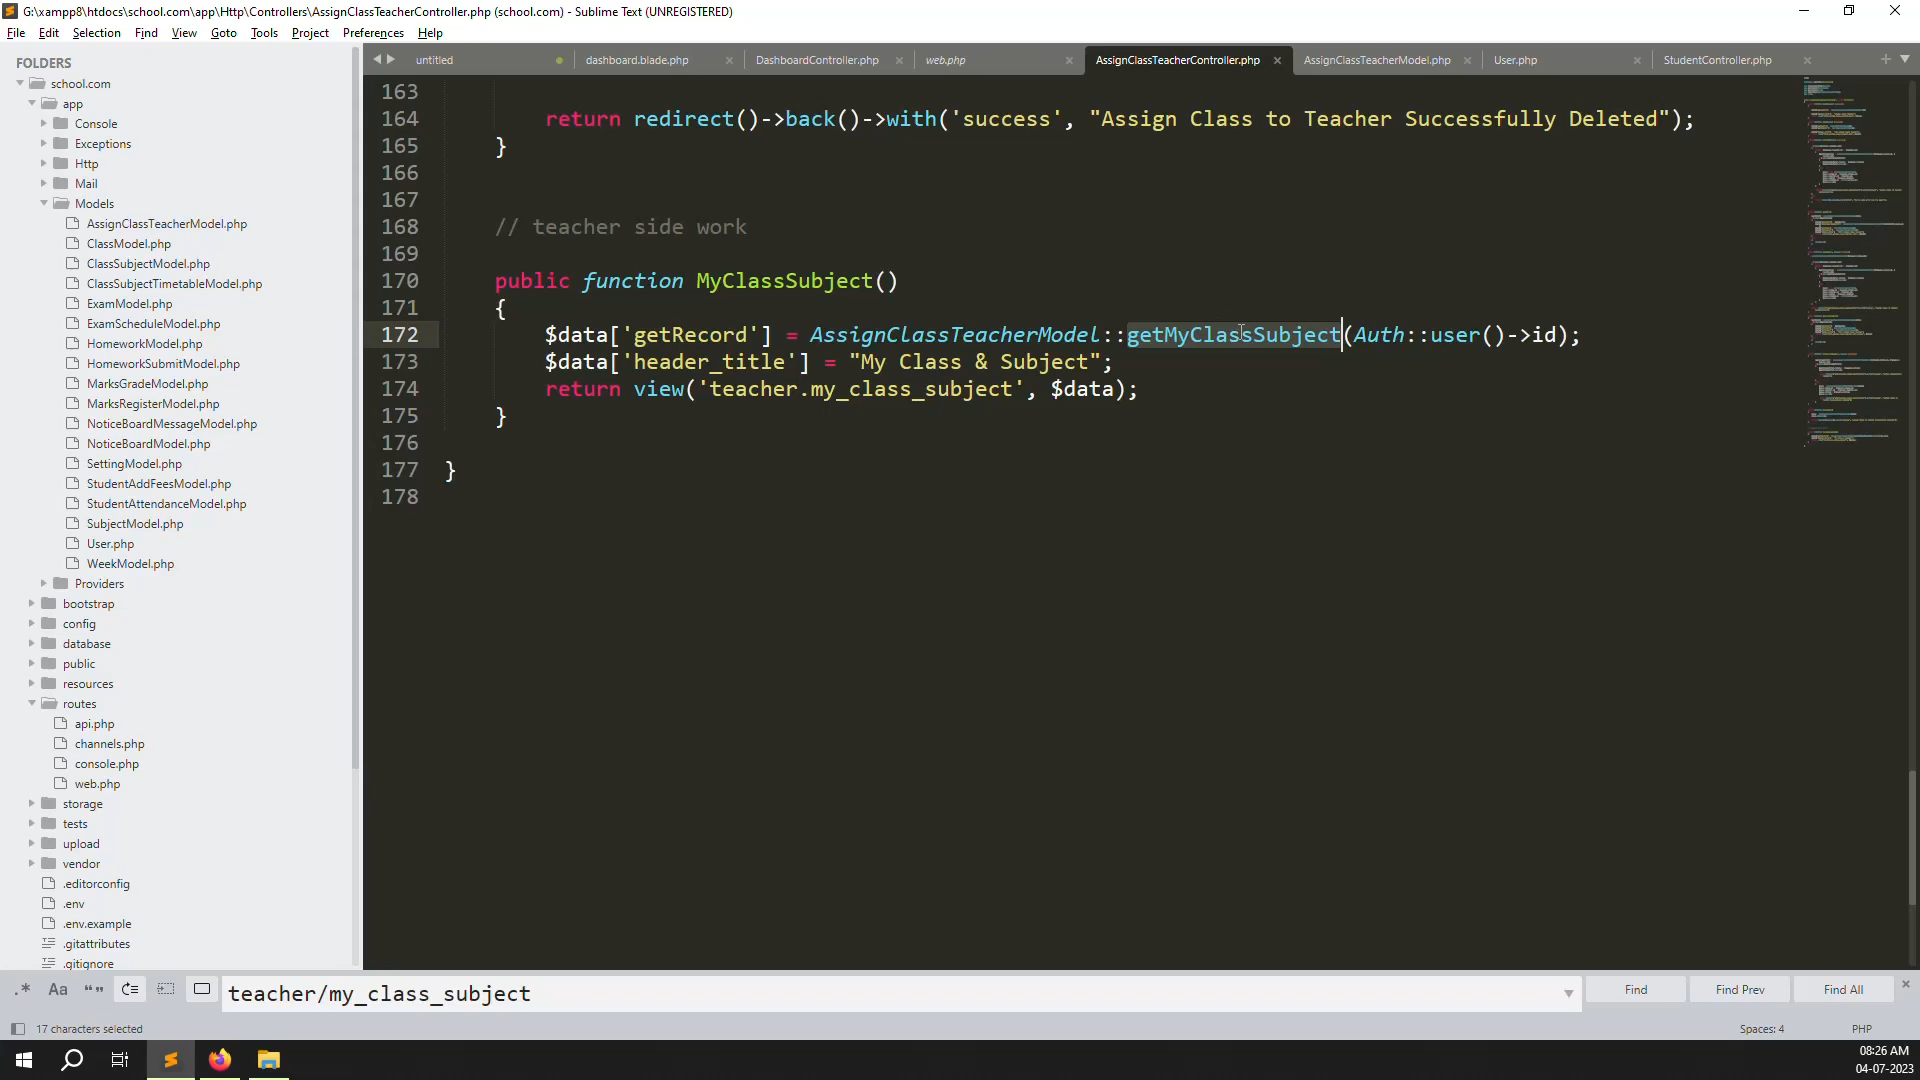 G:\xampp8\htdocs\school.com\app\Http\Controllers\AssignClassTeacherController.php (school.com) - Sublime Text (UNREGISTERED)
File Edit Selection Find View Goto Tools Project Preferences Help
untitled dashboard.blade.php DashboardController.php web.php AssignClassTeacherController.php AssignClassTeacherModel.php User.php StudentController.php
FOLDERS
school.com
app
Console
Exceptions
Http
Mail
Models
AssignClassTeacherModel.php
ClassModel.php
ClassSubjectModel.php
ClassSubjectTimetableModel.php
ExamModel.php
ExamScheduleModel.php
HomeworkModel.php
HomeworkSubmitModel.php
MarksGradeModel.php
MarksRegisterModel.php
NoticeBoardMessageModel.php
NoticeBoardModel.php
SettingModel.php
StudentAddFeesModel.php
StudentAttendanceModel.php
SubjectModel.php
User.php
WeekModel.php
Providers
bootstrap
config
database
public
resources
routes
api.php
channels.php
console.php
web.php
storage
tests
upload
vendor
.editorconfig
.env
.env.example
.gitattributes
.gitignore
163
164 return redirect()->back()->with('success', "Assign Class to Teacher Successfully Deleted");
165 }
166
167
168 // teacher side work
169
170 public function MyClassSubject()
171 {
172 $data['getRecord'] = AssignClassTeacherModel::getMyClassSubject(Auth::user()->id);
173 $data['header_title'] = "My Class & Subject";
174 return view('teacher.my_class_subject', $data);
175 }
176
177 }
178
.* Aa “” teacher/my_class_subject Find Find Prev Find All
17 characters selected Spaces: 4 PHP
08:26 AM
04-07-2023